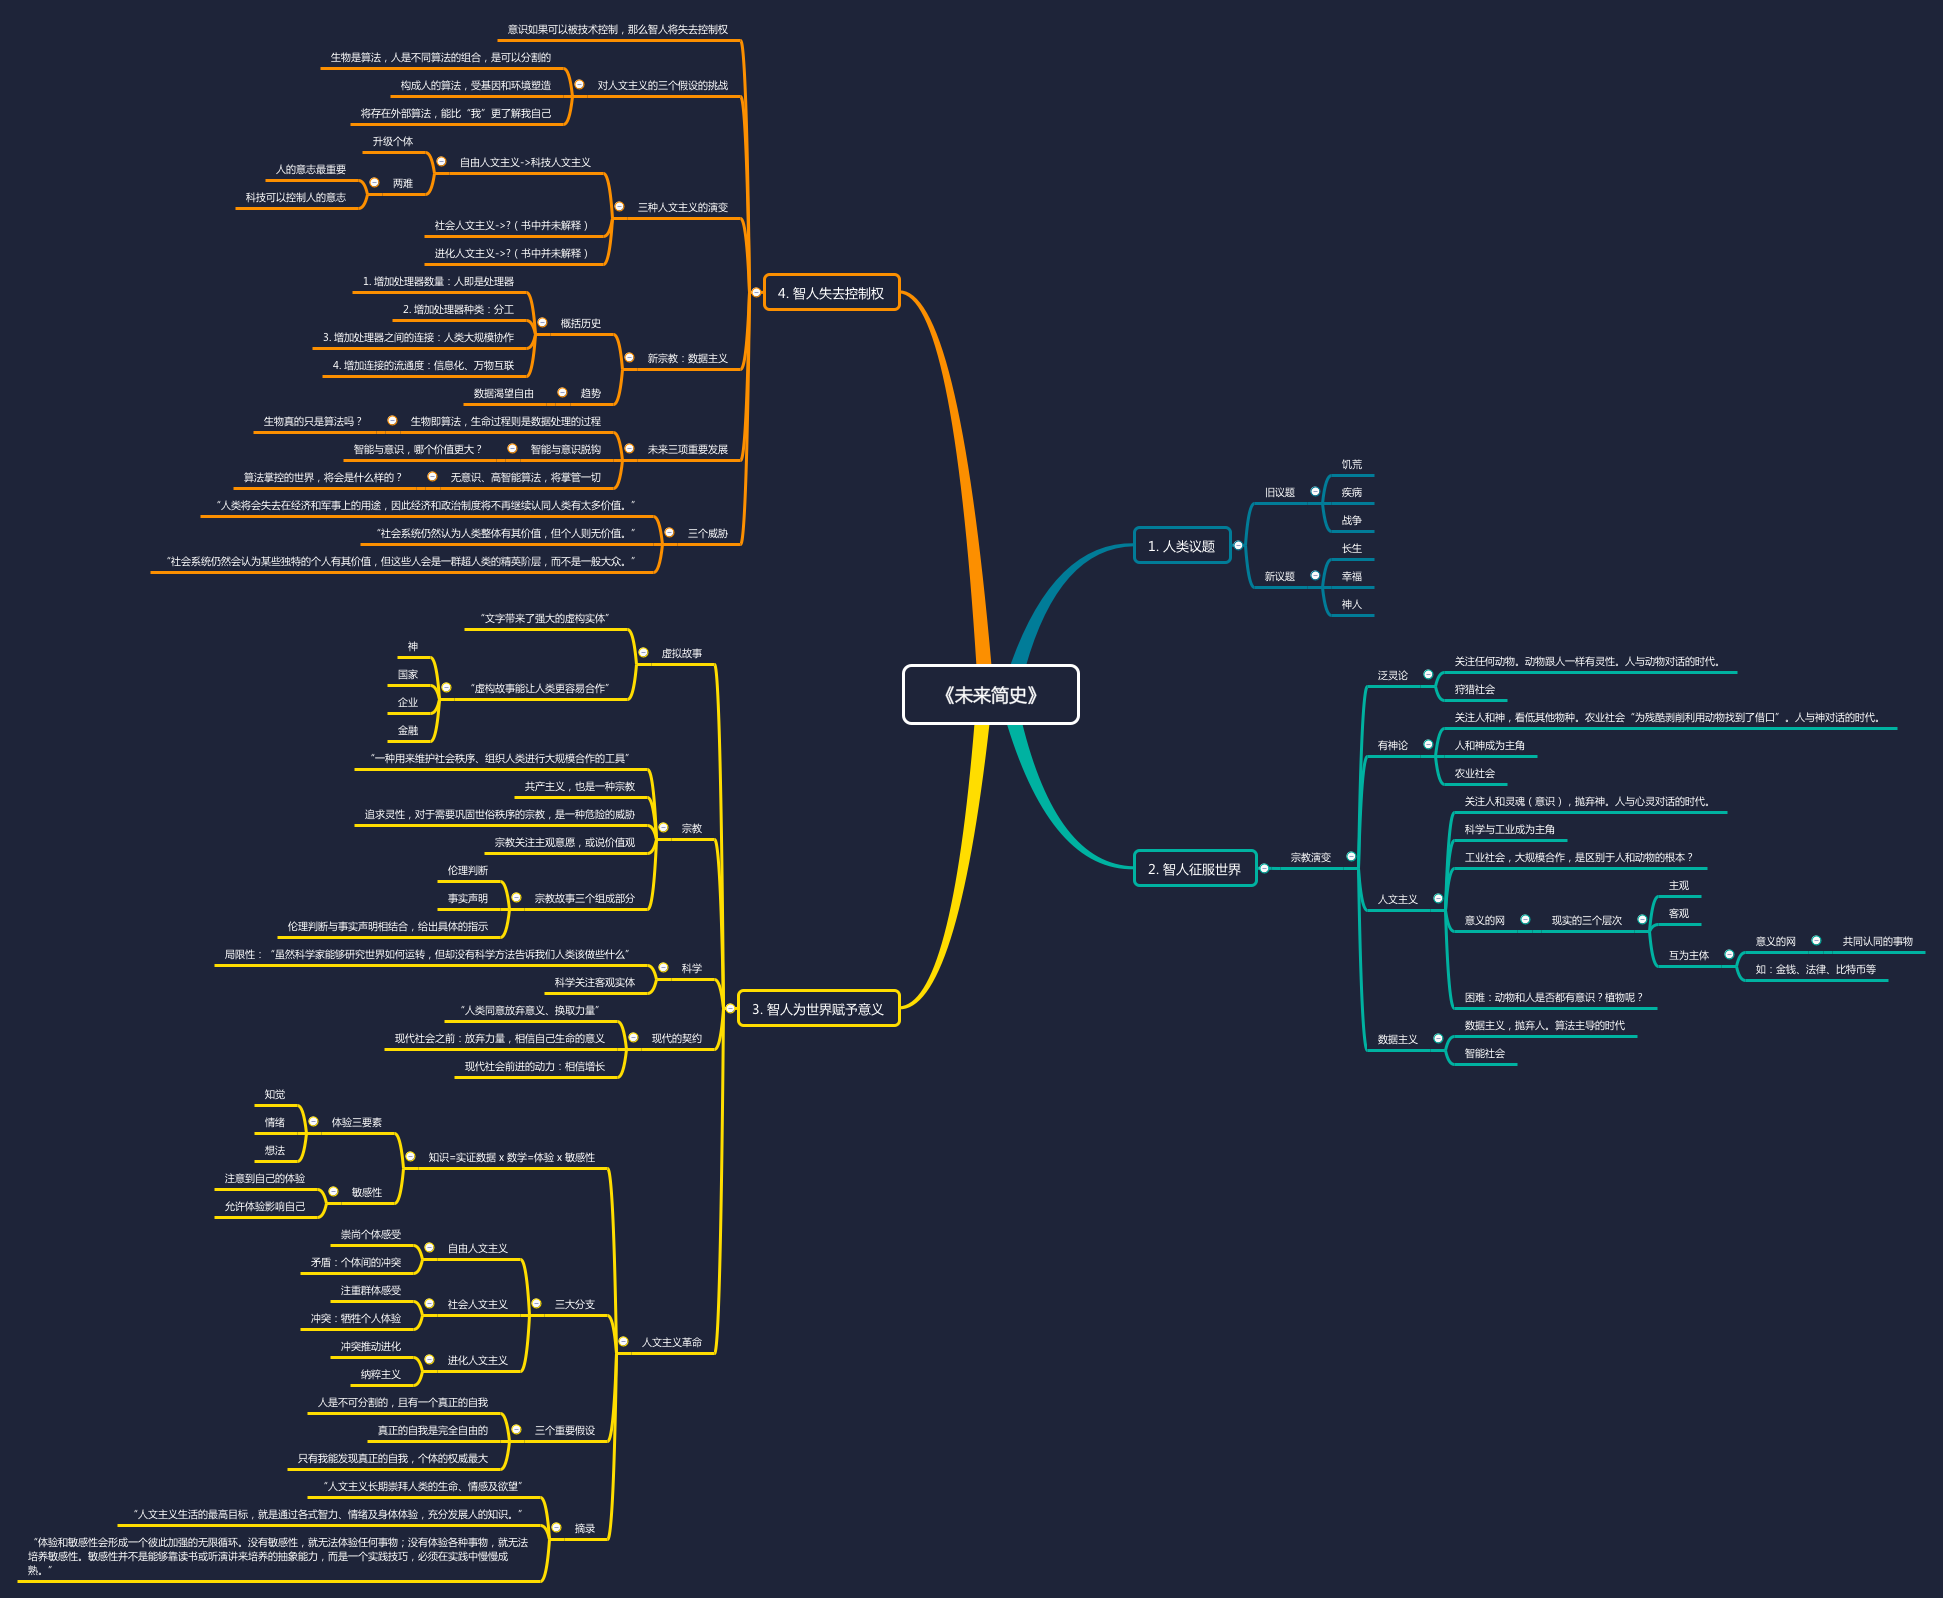 《未来简史》
1. 人类议题
旧议题
饥荒
疾病
战争
新议题
长生
幸福
神人
2. 智人征服世界
宗教演变
泛灵论
关注任何动物。动物跟人一样有灵性。人与动物对话的时代。
狩猎社会
有神论
关注人和神，看低其他物种。农业社会“为残酷剥削利用动物找到了借口”。人与神对话的时代。
人和神成为主角
农业社会
人文主义
关注人和灵魂（意识），抛弃神。人与心灵对话的时代。
科学与工业成为主角
工业社会，大规模合作，是区别于人和动物的根本？
意义的网
现实的三个层次
主观
客观
互为主体
意义的网
共同认同的事物
如：金钱、法律、比特币等
困难：动物和人是否都有意识？植物呢？
数据主义
数据主义，抛弃人。算法主导的时代
智能社会
3. 智人为世界赋予意义
虚拟故事
“文字带来了强大的虚构实体”
“虚构故事能让人类更容易合作”
神
国家
企业
金融
宗教
“一种用来维护社会秩序、组织人类进行大规模合作的工具”
共产主义，也是一种宗教
追求灵性，对于需要巩固世俗秩序的宗教，是一种危险的威胁
宗教关注主观意愿，或说价值观
宗教故事三个组成部分
伦理判断
事实声明
伦理判断与事实声明相结合，给出具体的指示
科学
局限性：“虽然科学家能够研究世界如何运转，但却没有科学方法告诉我们人类该做些什么”
科学关注客观实体
现代的契约
“人类同意放弃意义、换取力量”
现代社会之前：放弃力量，相信自己生命的意义
现代社会前进的动力：相信增长
人文主义革命
知识=实证数据 x 数学=体验 x 敏感性
体验三要素
知觉
情绪
想法
敏感性
注意到自己的体验
允许体验影响自己
三大分支
自由人文主义
崇尚个体感受
矛盾：个体间的冲突
社会人文主义
注重群体感受
冲突：牺牲个人体验
进化人文主义
冲突推动进化
纳粹主义
三个重要假设
人是不可分割的，且有一个真正的自我
真正的自我是完全自由的
只有我能发现真正的自我，个体的权威最大
摘录
“人文主义长期崇拜人类的生命、情感及欲望”
“人文主义生活的最高目标，就是通过各式智力、情绪及身体体验，充分发展人的知识。”
“体验和敏感性会形成一个彼此加强的无限循环。没有敏感性，就无法体验任何事物；没有体验各种事物，就无法
培养敏感性。敏感性并不是能够靠读书或听演讲来培养的抽象能力，而是一个实践技巧，必须在实践中慢慢成
熟。”
4. 智人失去控制权
意识如果可以被技术控制，那么智人将失去控制权
对人文主义的三个假设的挑战
生物是算法，人是不同算法的组合，是可以分割的
构成人的算法，受基因和环境塑造
将存在外部算法，能比“我”更了解我自己
三种人文主义的演变
自由人文主义->科技人文主义
升级个体
两难
人的意志最重要
科技可以控制人的意志
社会人文主义->?（书中并未解释）
进化人文主义->?（书中并未解释）
新宗教：数据主义
概括历史
1. 增加处理器数量：人即是处理器
2. 增加处理器种类：分工
3. 增加处理器之间的连接：人类大规模协作
4. 增加连接的流通度：信息化、万物互联
趋势
数据渴望自由
未来三项重要发展
生物即算法，生命过程则是数据处理的过程
生物真的只是算法吗？
智能与意识脱钩
智能与意识，哪个价值更大？
无意识、高智能算法，将掌管一切
算法掌控的世界，将会是什么样的？
三个威胁
“人类将会失去在经济和军事上的用途，因此经济和政治制度将不再继续认同人类有太多价值。”
“社会系统仍然认为人类整体有其价值，但个人则无价值。”
“社会系统仍然会认为某些独特的个人有其价值，但这些人会是一群超人类的精英阶层，而不是一般大众。”